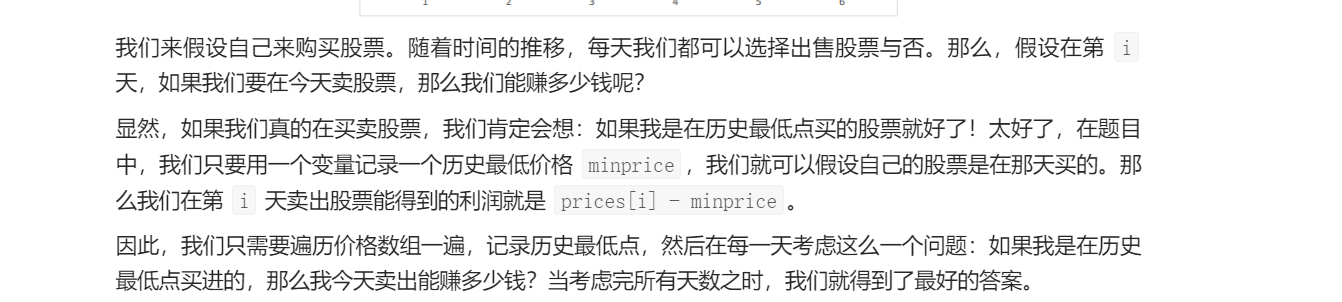 1 2 3 4 5 6
我们来假设自己来购买股票。随着时间的推移，每天我们都可以选择出售股票与否。那么，假设在第 i
天，如果我们要在今天卖股票，那么我们能赚多少钱呢？
显然，如果我们真的在买卖股票，我们肯定会想：如果我是在历史最低点买的股票就好了！太好了，在题目
中，我们只要用一个变量记录一个历史最低价格 minprice，我们就可以假设自己的股票是在那天买的。那
么我们在第 i 天卖出股票能得到的利润就是 prices[i] - minprice。
因此，我们只需要遍历价格数组一遍，记录历史最低点，然后在每一天考虑这么一个问题：如果我是在历史
最低点买进的，那么我今天卖出能赚多少钱？当考虑完所有天数之时，我们就得到了最好的答案。